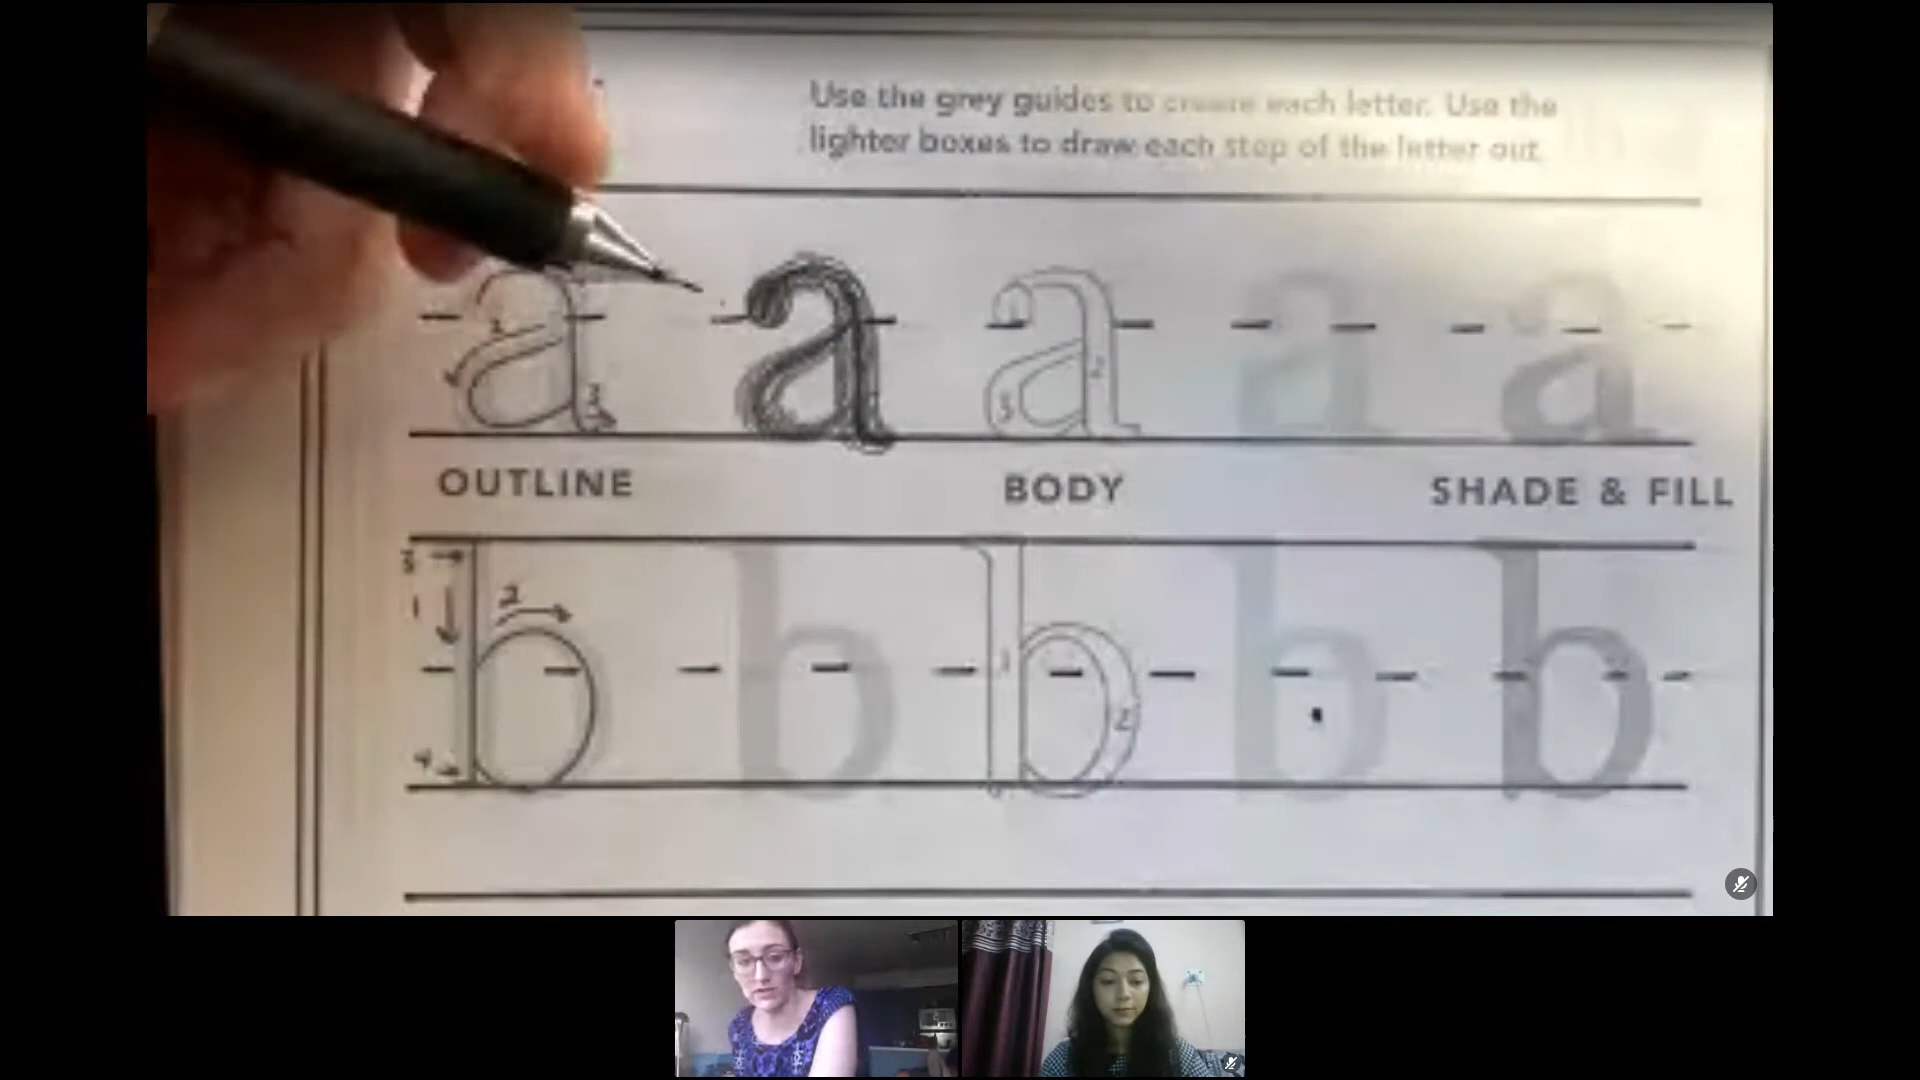 Use the grey guides to create each letter. Use the
lighter boxes to draw each step of the letter out.
a a a a a
OUTLINE BODY SHADE & FILL
b b b b b